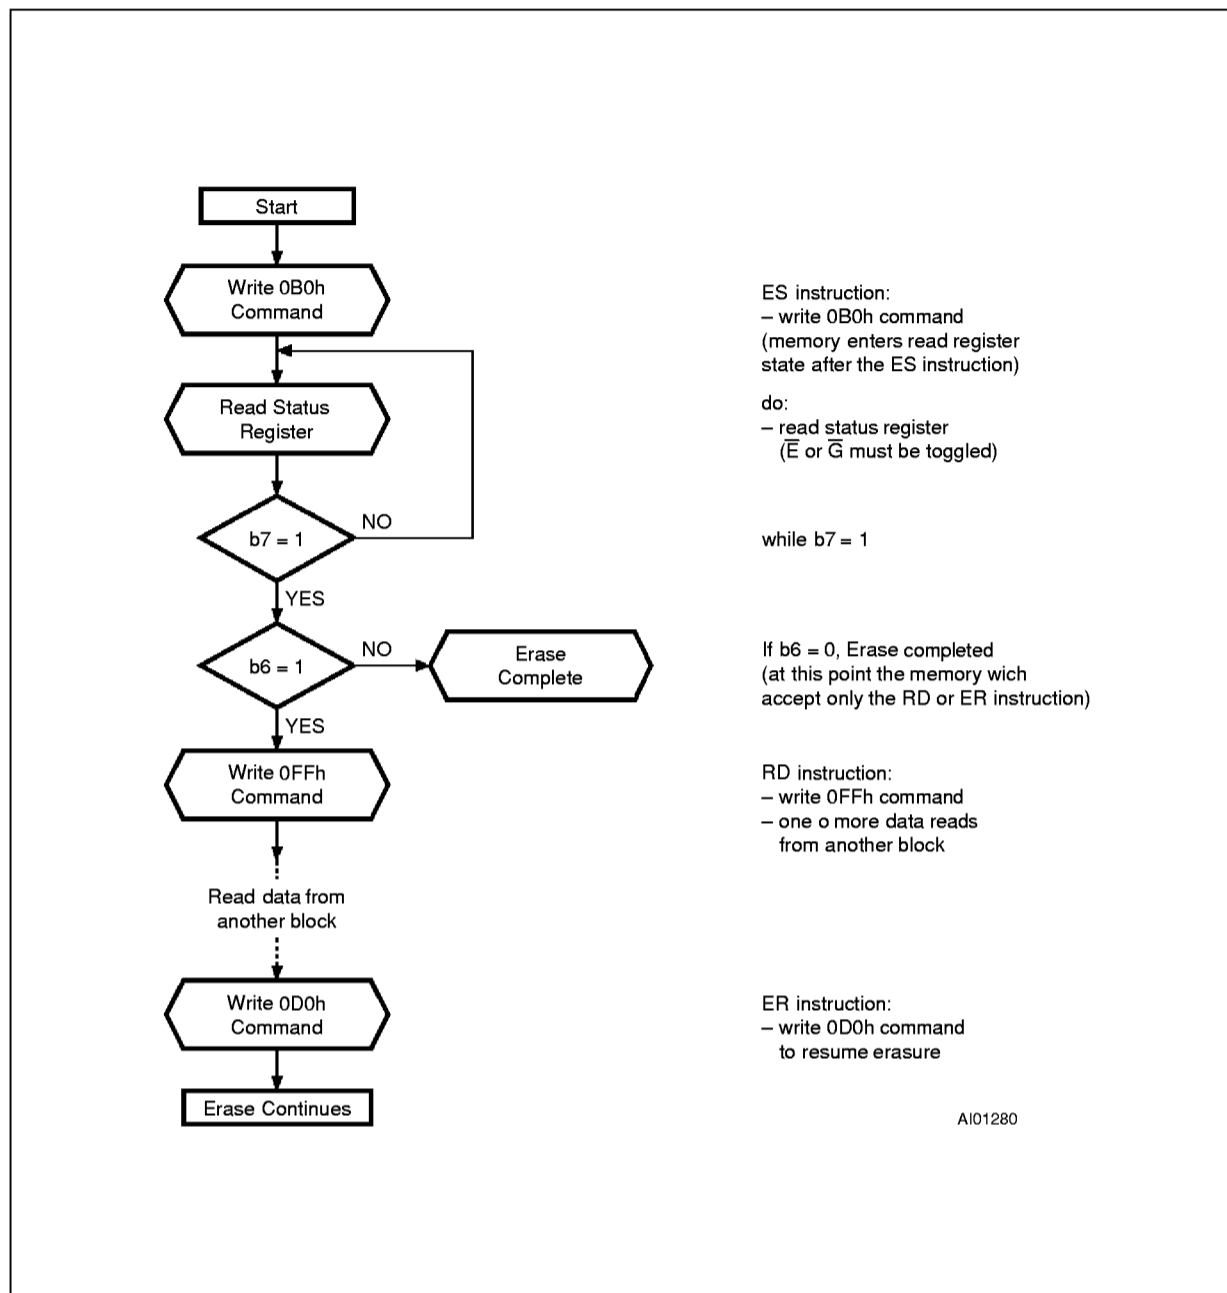 Start
Write 0B0h
Command
ES instruction:
– write 0B0h command
(memory enters read register
state after the ES instruction)
Read Status
Register
do:
– read status register
(E̅ or G̅ must be toggled)
b7 = 1
NO
while b7 = 1
YES
b6 = 1
NO
Erase
Complete
If b6 = 0, Erase completed
(at this point the memory wich
accept only the RD or ER instruction)
YES
Write 0FFh
Command
RD instruction:
– write 0FFh command
– one o more data reads
from another block
Read data from
another block
Write 0D0h
Command
ER instruction:
– write 0D0h command
to resume erasure
Erase Continues
AI01280